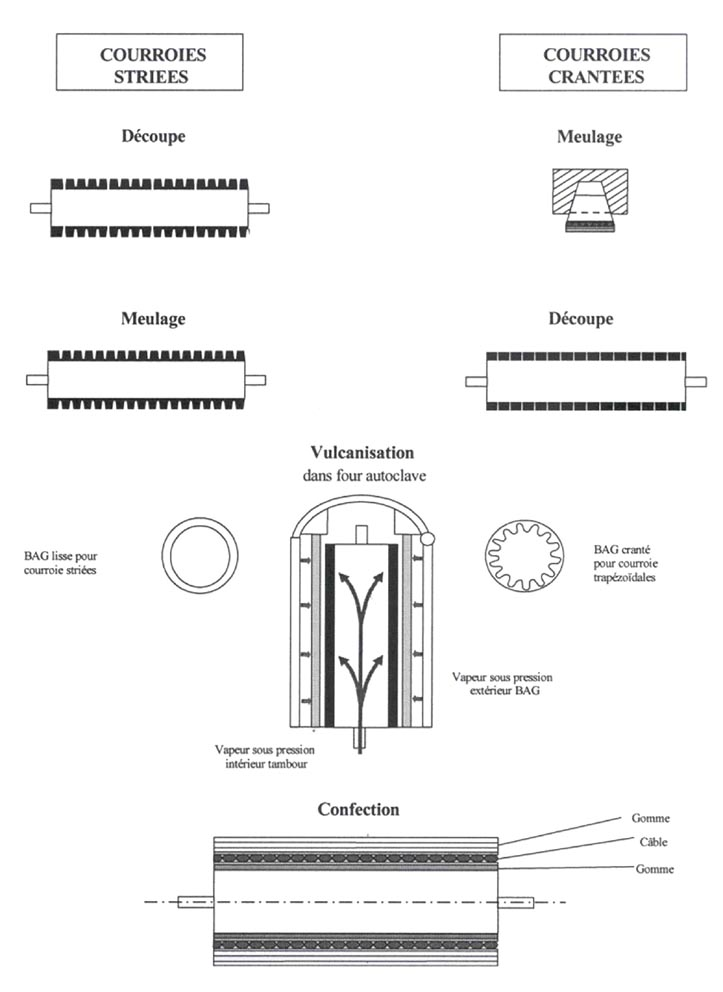 COURROIES
STRIEES
COURROIES
CRANTEES
Découpe
Meulage
Meulage
Découpe
Vulcanisation
dans four autoclave
BAG lisse pour
courroie striées
BAG cranté
pour courroie
trapézoïdales
Vapeur sous pression
extérieur BAG
Vapeur sous pression
intérieur tambour
Confection
Gomme
Câble
Gomme